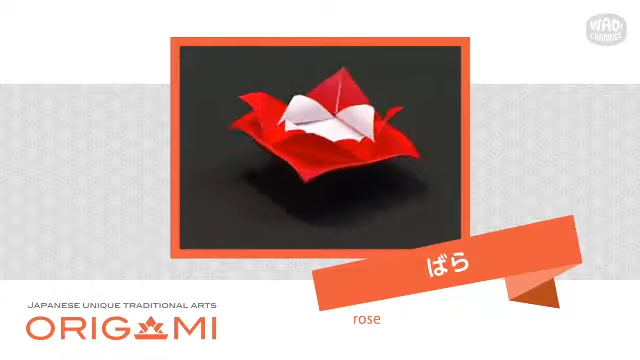 WAO!
CHANNEL
ばら
rose
JAPANESE UNIQUE TRADITIONAL ARTS
ORIGAMI